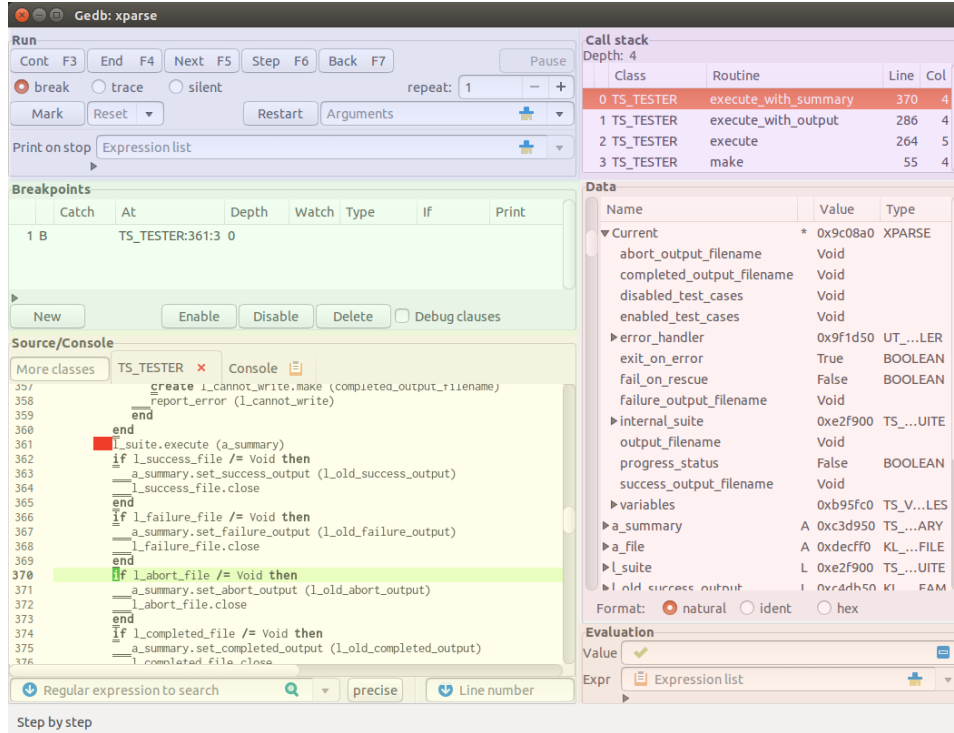 Gedb: xparse
Run
Cont F3 End F4 Next F5 Step F6 Back F7 Pause
break trace silent repeat: 1 − +
Mark Reset Restart Arguments
Print on stop Expression list
Breakpoints
Catch At Depth Watch Type If Print
1 B TS_TESTER:361:3 0
New Enable Disable Delete Debug clauses
Source/Console
More classes TS_TESTER × Console
357 create l_cannot_write.make (completed_output_filename)
358 report_error (l_cannot_write)
359 end
360 end
361 l_suite.execute (a_summary)
362 if l_success_file /= Void then
363 a_summary.set_success_output (l_old_success_output)
364 l_success_file.close
365 end
366 if l_failure_file /= Void then
367 a_summary.set_failure_output (l_old_failure_output)
368 l_failure_file.close
369 end
370 if l_abort_file /= Void then
371 a_summary.set_abort_output (l_old_abort_output)
372 l_abort_file.close
373 end
374 if l_completed_file /= Void then
375 a_summary.set_completed_output (l_old_completed_output)
376 l_completed_file.close
Regular expression to search precise Line number
Step by step
Call stack
Depth: 4
Class Routine Line Col
0 TS_TESTER execute_with_summary 370 4
1 TS_TESTER execute_with_output 286 4
2 TS_TESTER execute 264 5
3 TS_TESTER make 55 4
Data
Name Value Type
Current * 0x9c08a0 XPARSE
abort_output_filename Void
completed_output_filename Void
disabled_test_cases Void
enabled_test_cases Void
error_handler 0x9f1d50 UT_...LER
exit_on_error True BOOLEAN
fail_on_rescue False BOOLEAN
failure_output_filename Void
internal_suite 0xe2f900 TS_...UITE
output_filename Void
progress_status False BOOLEAN
success_output_filename Void
variables 0xb95fc0 TS_V...LES
a_summary A 0xc3d950 TS_...ARY
a_file A 0xdecff0 KL_...FILE
l_suite L 0xe2f900 TS_...UITE
l_old_success_output L 0xc4db50 KL_...EAM
Format: natural ident hex
Evaluation
Value
Expr Expression list